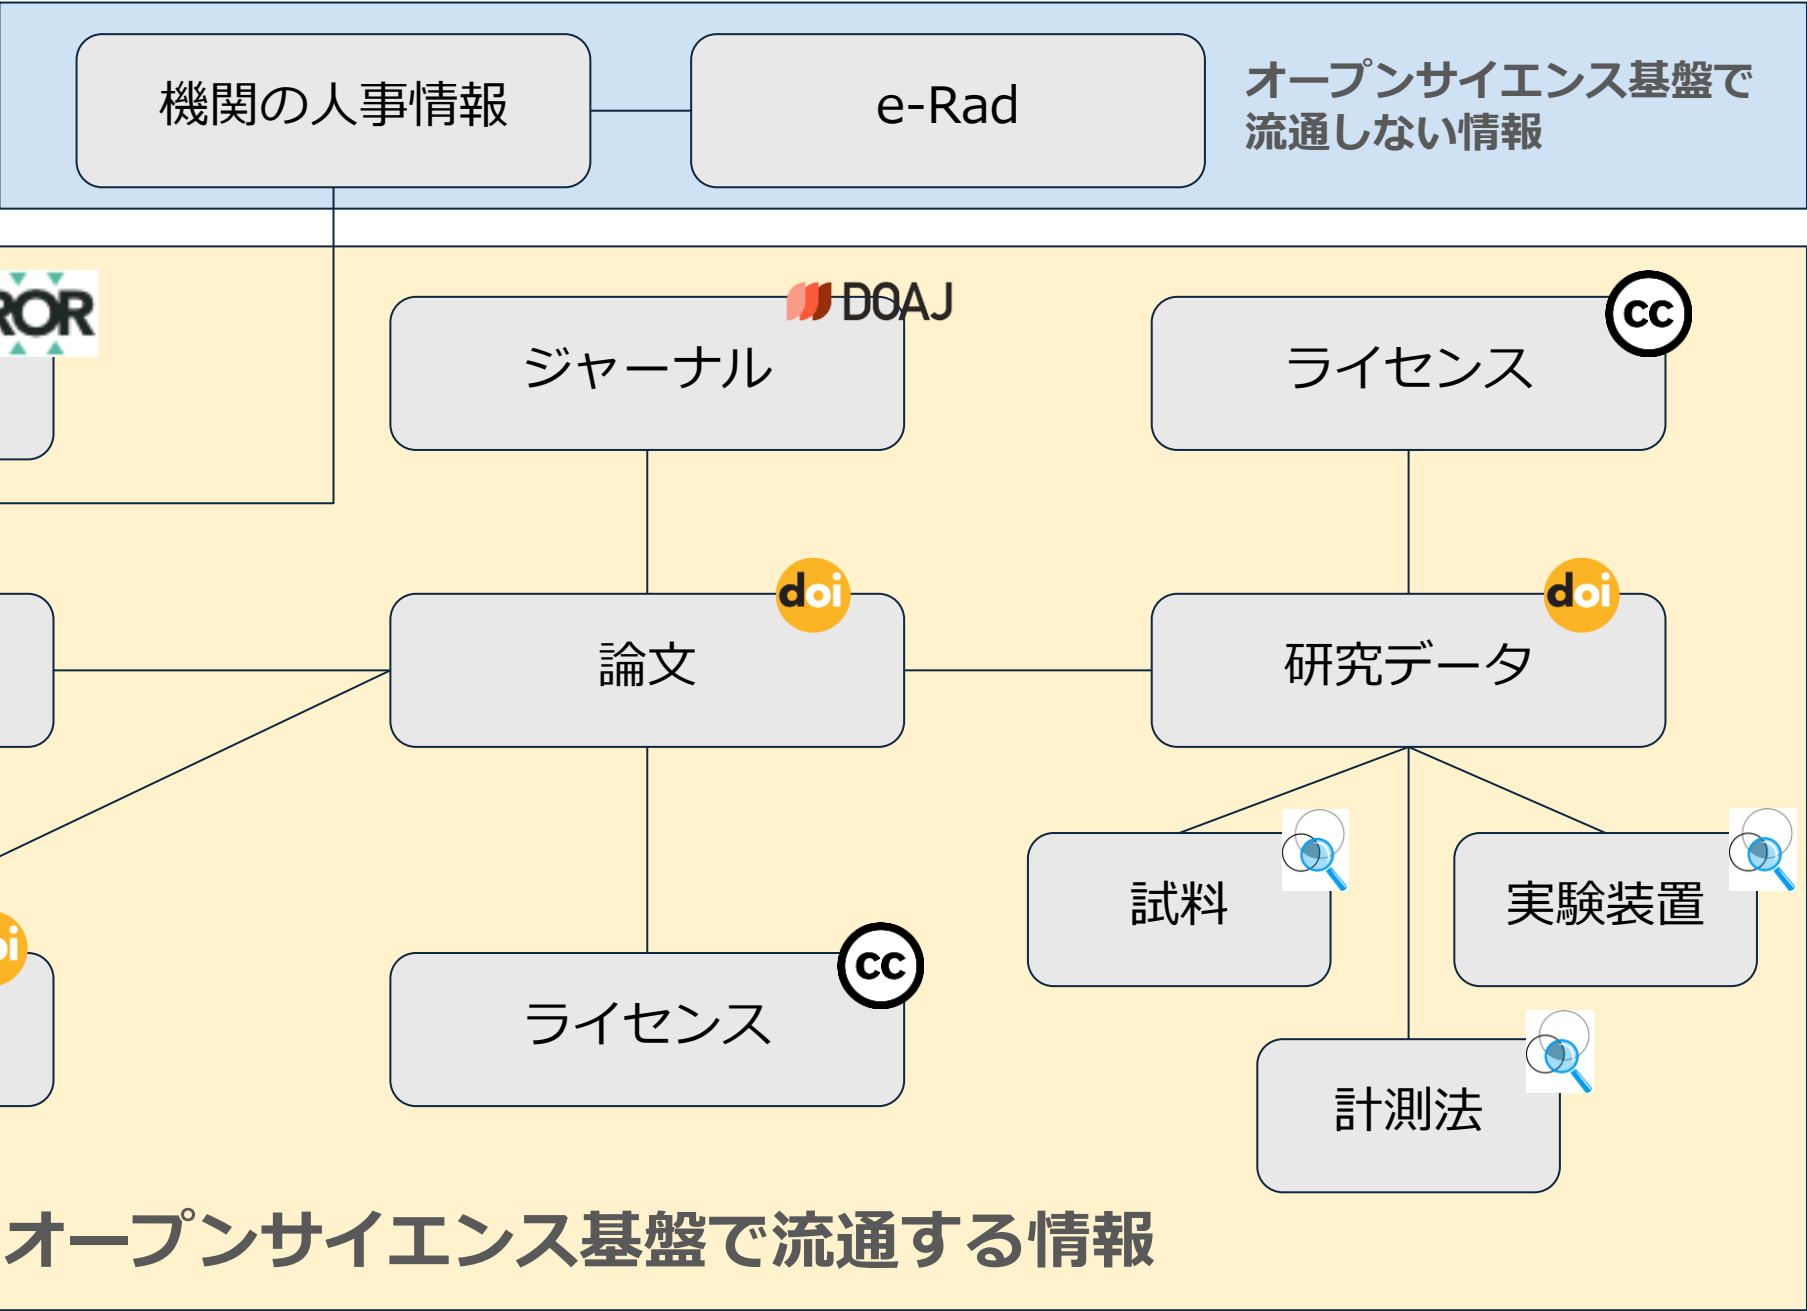 機関の人事情報
e-Rad
オープンサイエンス基盤で
流通しない情報
ROR
DOAJ
ジャーナル
cc
ライセンス
doi
論文
doi
研究データ
試料
実験装置
cc
ライセンス
計測法
オープンサイエンス基盤で流通する情報